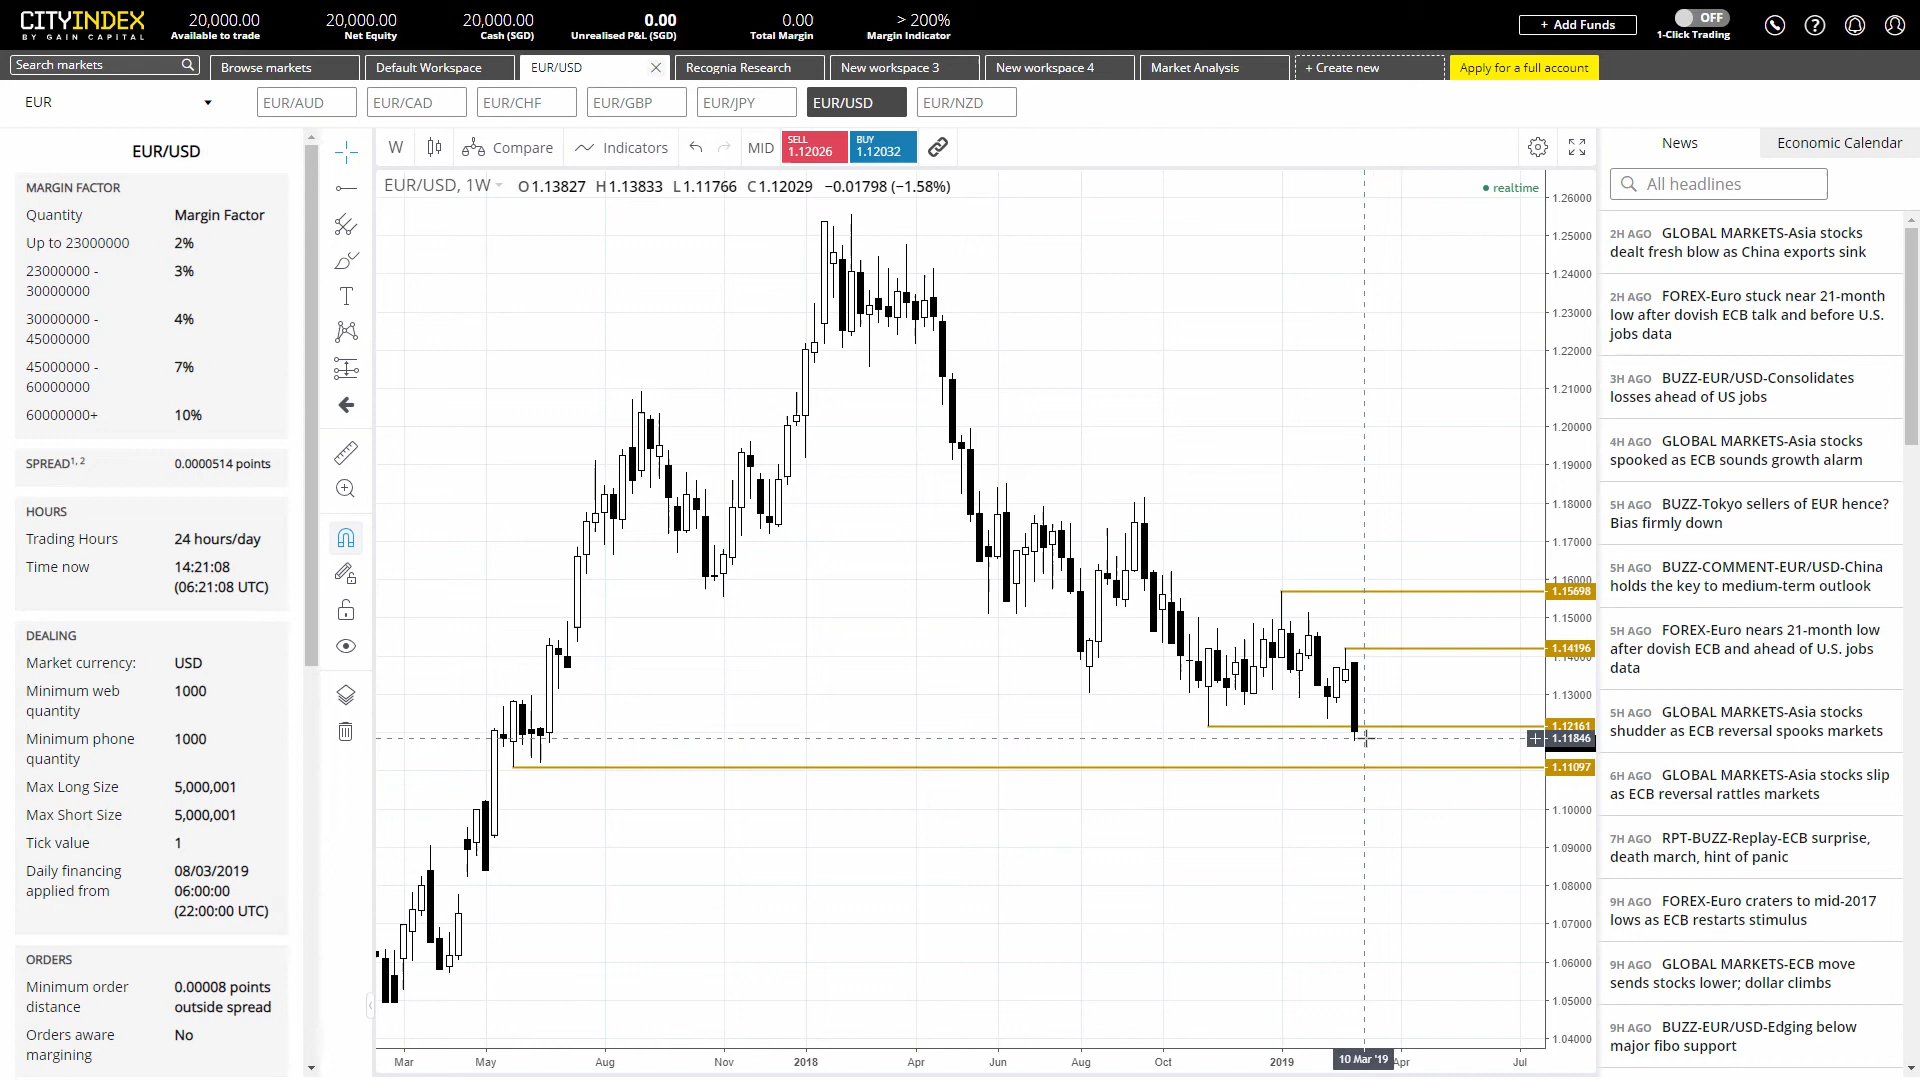 CITYINDEX
BY GAIN CAPITAL
20,000.00
Available to trade
20,000.00
Net Equity
20,000.00
Cash (SGD)
0.00
Unrealised P&L (SGD)
0.00
Total Margin
> 200%
Margin Indicator
+ Add Funds
OFF
1-Click Trading
Search markets
Browse markets
Default Workspace
EUR/USD
Recognia Research
New workspace 3
New workspace 4
Market Analysis
+ Create new
Apply for a full account
EUR
EUR/AUD
EUR/CAD
EUR/CHF
EUR/GBP
EUR/JPY
EUR/USD
EUR/NZD
EUR/USD
MARGIN FACTOR
Quantity Margin Factor
Up to 23000000 2%
23000000 - 3%
30000000
30000000 - 4%
45000000
45000000 - 7%
60000000
60000000+ 10%
SPREAD1, 2 0.0000514 points
HOURS
Trading Hours 24 hours/day
Time now 14:21:08
(06:21:08 UTC)
DEALING
Market currency: USD
Minimum web 1000
quantity
Minimum phone 1000
quantity
Max Long Size 5,000,001
Max Short Size 5,000,001
Tick value 1
Daily financing 08/03/2019
applied from 06:00:00
(22:00:00 UTC)
ORDERS
Minimum order 0.00008 points
distance outside spread
Orders aware No
margining
W
Compare
Indicators
MID
SELL
1.12026
BUY
1.12032
EUR/USD, 1W O1.13827 H1.13833 L1.11766 C1.12029 −0.01798 (−1.58%)
realtime
1.26000
1.25000
1.24000
1.23000
1.22000
1.21000
1.20000
1.19000
1.18000
1.17000
1.16000
1.15698
1.15000
1.14196
1.14000
1.13000
1.12161
1.11846
1.11097
1.10000
1.09000
1.08000
1.07000
1.06000
1.05000
1.04000
Mar
May
Aug
Nov
2018
Apr
Jun
Aug
Oct
2019
10 Mar '19
Apr
Jul
News
Economic Calendar
All headlines
2H AGO GLOBAL MARKETS-Asia stocks
dealt fresh blow as China exports sink
2H AGO FOREX-Euro stuck near 21-month
low after dovish ECB talk and before U.S.
jobs data
3H AGO BUZZ-EUR/USD-Consolidates
losses ahead of US jobs
4H AGO GLOBAL MARKETS-Asia stocks
spooked as ECB sounds growth alarm
5H AGO BUZZ-Tokyo sellers of EUR hence?
Bias firmly down
5H AGO BUZZ-COMMENT-EUR/USD-China
holds the key to medium-term outlook
5H AGO FOREX-Euro nears 21-month low
after dovish ECB and ahead of U.S. jobs
data
5H AGO GLOBAL MARKETS-Asia stocks
shudder as ECB reversal spooks markets
6H AGO GLOBAL MARKETS-Asia stocks slip
as ECB reversal rattles markets
7H AGO RPT-BUZZ-Replay-ECB surprise,
death march, hint of panic
9H AGO FOREX-Euro craters to mid-2017
lows as ECB restarts stimulus
9H AGO GLOBAL MARKETS-ECB move
sends stocks lower; dollar climbs
9H AGO BUZZ-EUR/USD-Edging below
major fibo support